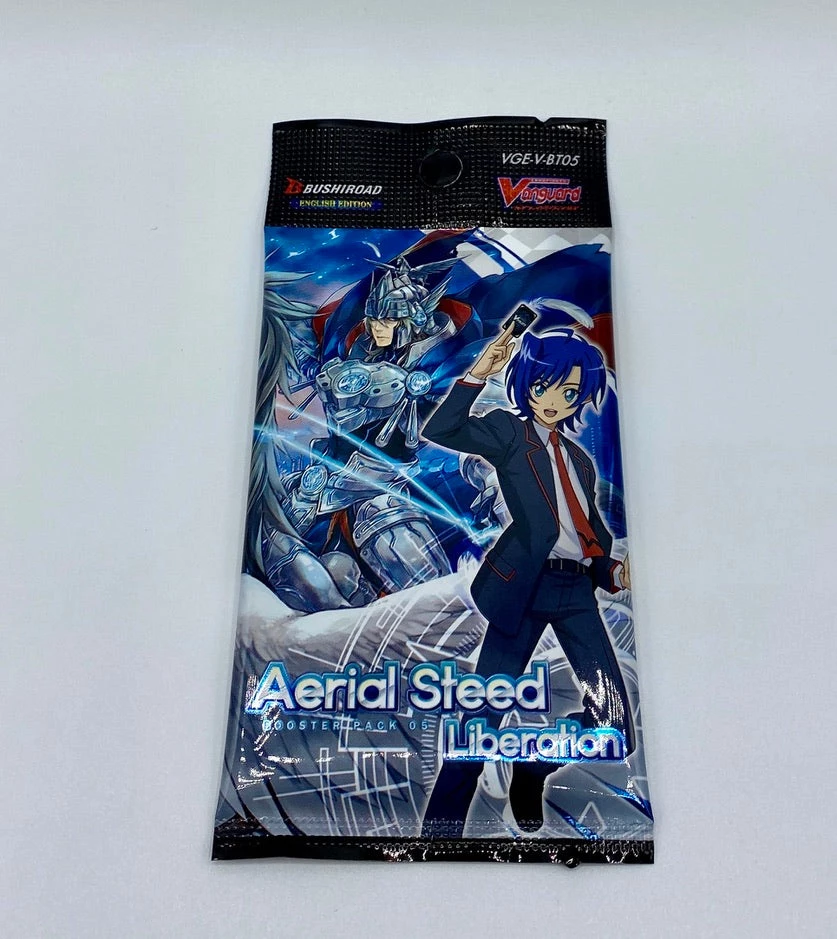 VGE-V-BT05
BUSHIROAD
ENGLISH EDITION
Vanguard
Aerial Steed
BOOSTER PACK 05
Liberation